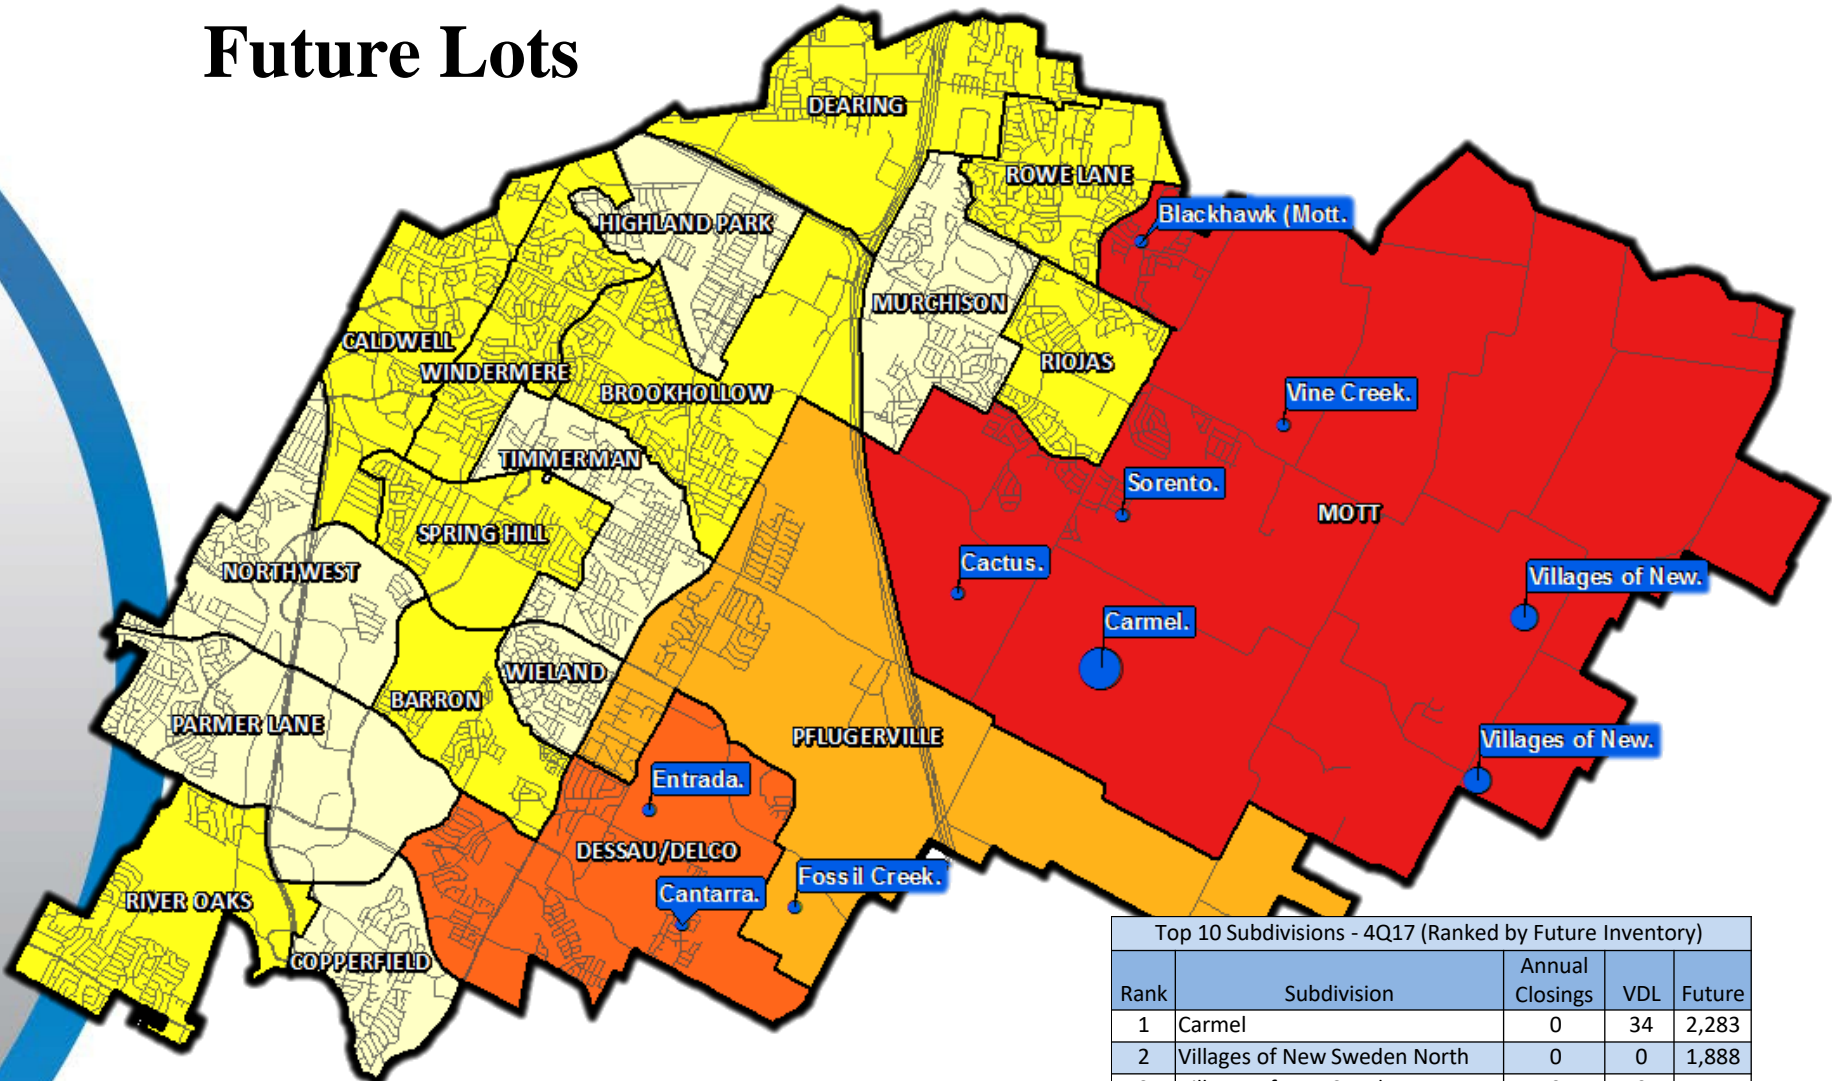 Future Lots
DEARING
ROWE LANE
Blackhawk (Mott.
HIGHLAND PARK
MURCHISON
CALDWELL
RIOJAS
WINDERMERE
BROOKHOLLOW
Vine Creek.
TIMMERMAN
Sorento.
MOTT
SPRING HILL
NORTHWEST
Cactus.
Villages of New.
Carmel.
WIELAND
BARRON
PARMER LANE
PFLUGERVILLE
Villages of New.
Entrada.
DESSAU/DELCO
Fossil Creek.
Cantarra.
RIVER OAKS
COPPERFIELD
Top 10 Subdivisions - 4Q17 (Ranked by Future Inventory)
Rank Subdivision Annual Closings VDL Future
1 Carmel 0 34 2,283
2 Villages of New Sweden North 0 0 1,888